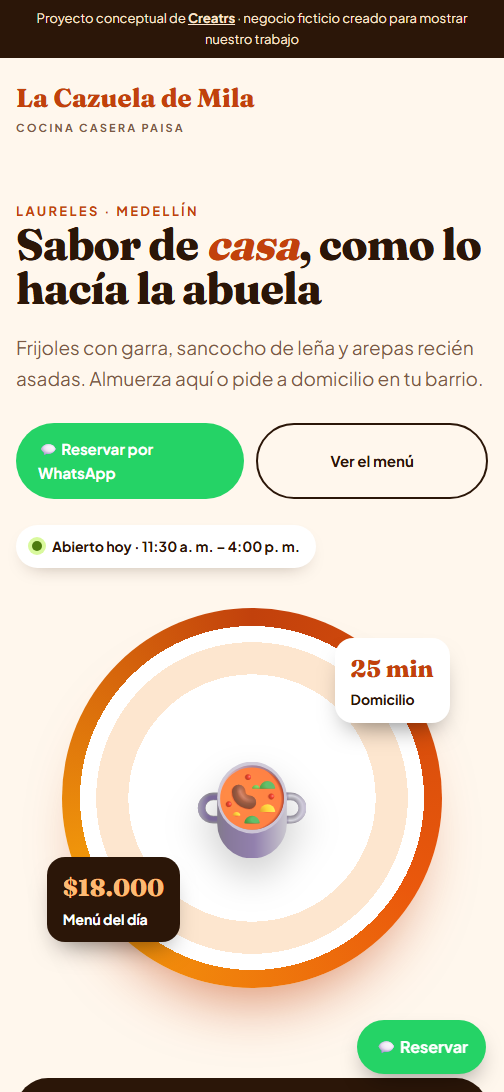 Proyecto conceptual de Creatrs · negocio ficticio creado para mostrar
nuestro trabajo
La Cazuela de Mila
COCINA CASERA PAISA
LAURELES · MEDELLÍN
Sabor de casa, como lo
hacía la abuela
Frijoles con garra, sancocho de leña y arepas recién
asadas. Almuerza aquí o pide a domicilio en tu barrio.
Reservar por
WhatsApp
Ver el menú
Abierto hoy · 11:30 a. m. – 4:00 p. m.
25 min
Domicilio
$18.000
Menú del día
Reservar